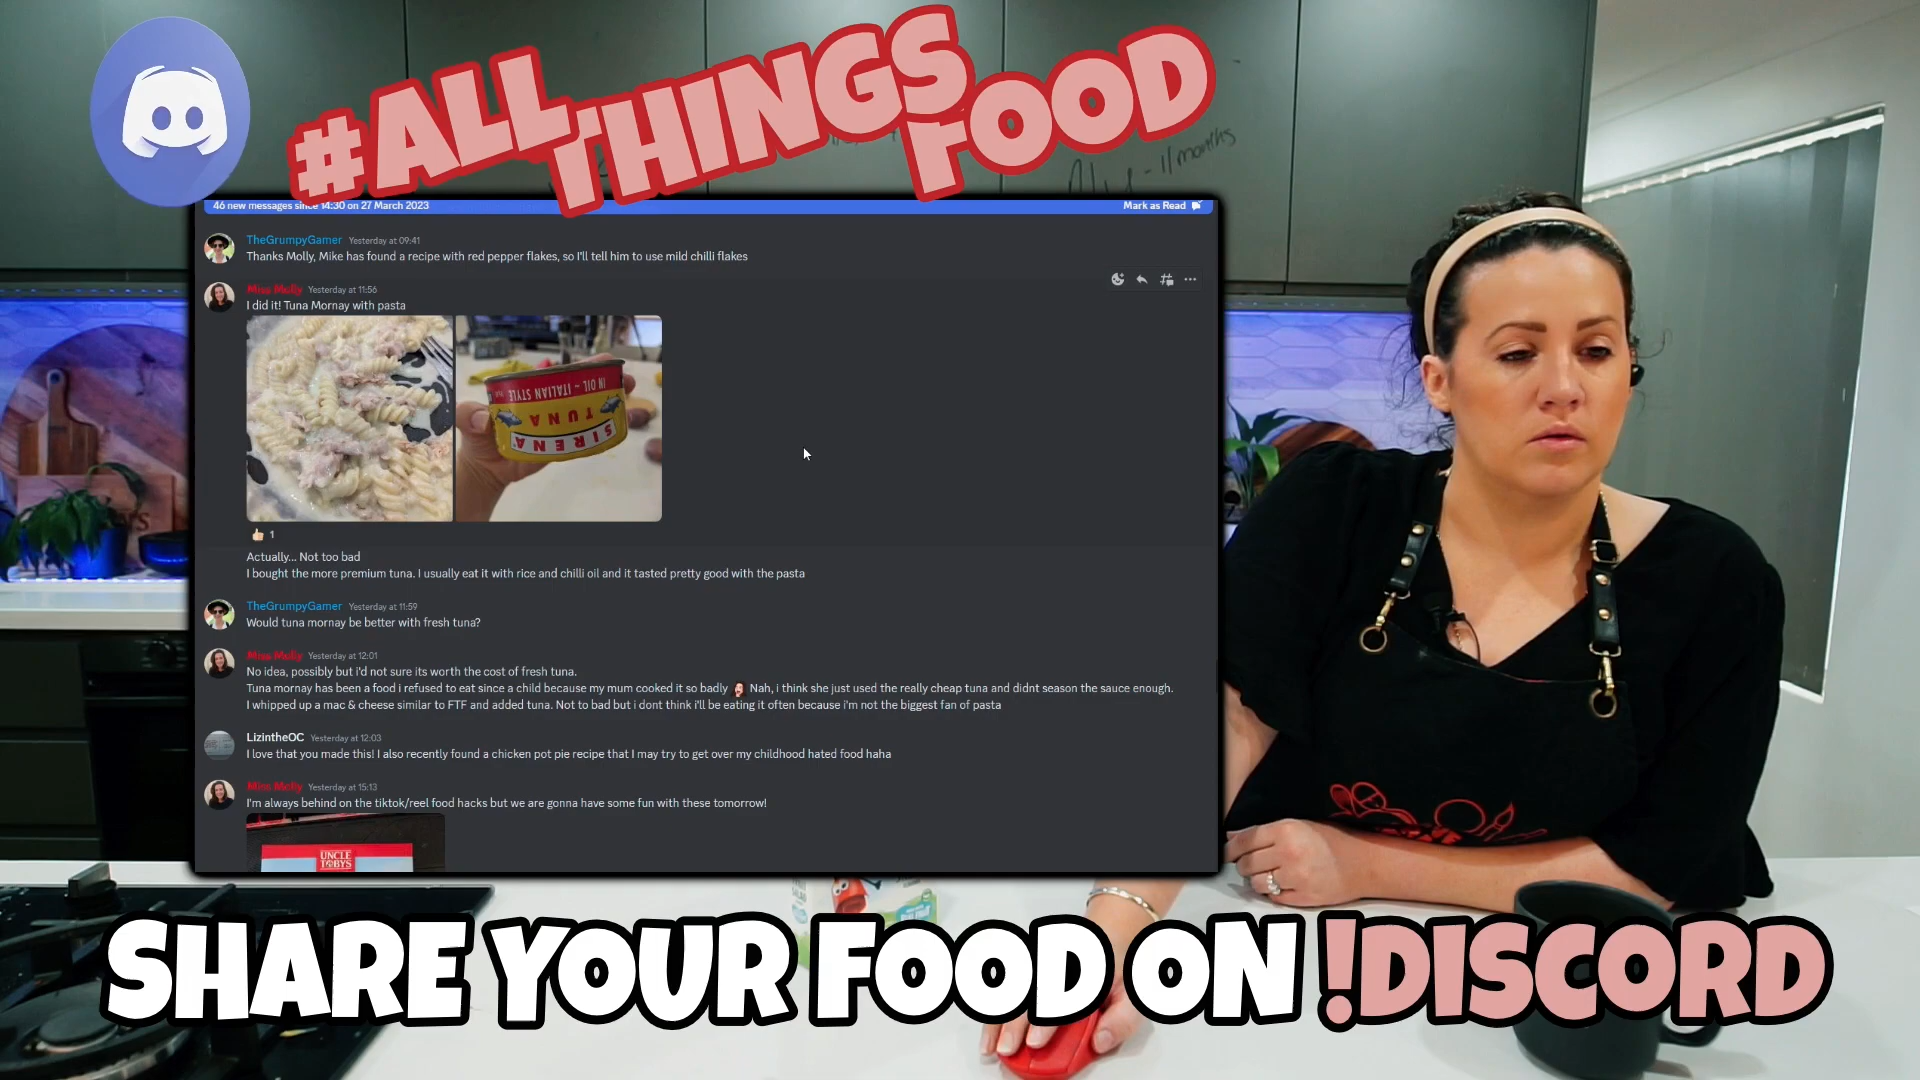 #ALL THINGS FOOD
11 months
46 new messages since 14:30 on 27 March 2023
Mark as Read
TheGrumpyGamer Yesterday at 09:41
Thanks Molly, Mike has found a recipe with red pepper flakes, so I'll tell him to use mild chilli flakes
Miss Molly Yesterday at 11:56
I did it! Tuna Mornay with pasta
IN OIL - ITALIAN STYLE
TUNA
SIRENA
1
Actually... Not too bad
I bought the more premium tuna. I usually eat it with rice and chilli oil and it tasted pretty good with the pasta
TheGrumpyGamer Yesterday at 11:59
Would tuna mornay be better with fresh tuna?
Miss Molly Yesterday at 12:01
No idea, possibly but i'd not sure its worth the cost of fresh tuna.
Tuna mornay has been a food i refused to eat since a child because my mum cooked it so badly Nah, i think she just used the really cheap tuna and didnt season the sauce enough.
I whipped up a mac & cheese similar to FTF and added tuna. Not to bad but i dont think i'll be eating it often because i'm not the biggest fan of pasta
LizintheOC Yesterday at 12:03
I love that you made this! I also recently found a chicken pot pie recipe that I may try to get over my childhood hated food haha
Miss Molly Yesterday at 15:13
I'm always behind on the tiktok/reel food hacks but we are gonna have some fun with these tomorrow!
UNCLE
TOBYS
SHARE YOUR FOOD ON !DISCORD